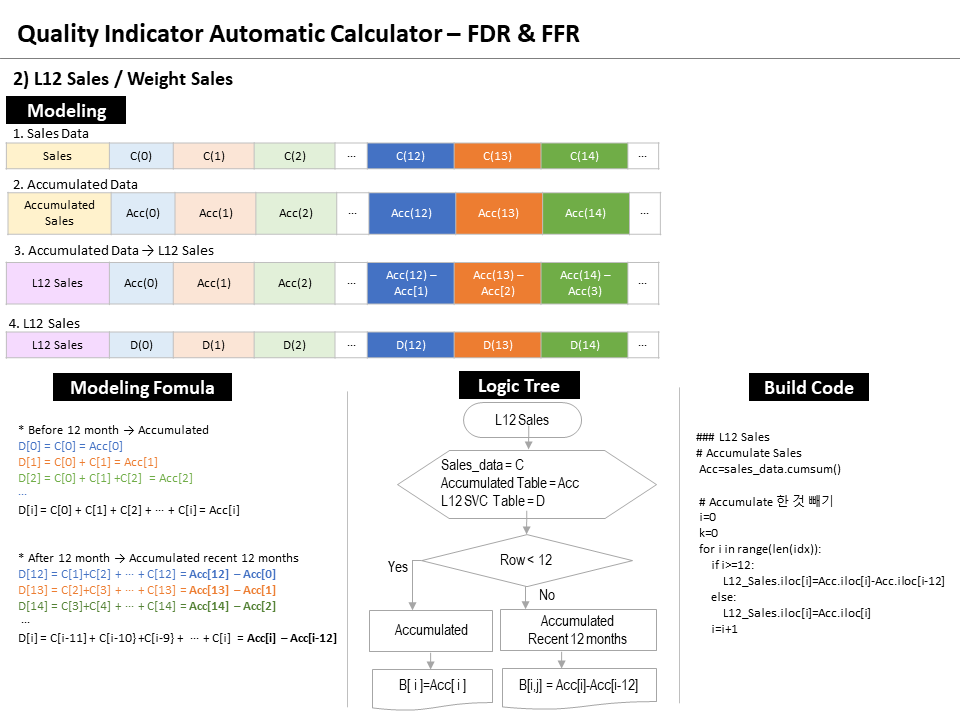 Quality Indicator Automatic Calculator – FDR & FFR
2) L12 Sales / Weight Sales
Modeling
1. Sales Data
Sales C(0) C(1) C(2) ··· C(12) C(13) C(14) ···
2. Accumulated Data
Accumulated
Sales
Acc(0) Acc(1) Acc(2) ··· Acc(12) Acc(13) Acc(14) ···
3. Accumulated Data → L12 Sales
L12 Sales Acc(0) Acc(1) Acc(2) ···
Acc(12) –
Acc[1)
Acc(13) –
Acc[2)
Acc(14) –
Acc(3)
···
4. L12 Sales
L12 Sales D(0) D(1) D(2) ··· D(12) D(13) D(14) ···
Modeling Fomula
* Before 12 month → Accumulated
D[0] = C[0] = Acc[0]
D[1] = C[0] + C[1] = Acc[1]
D[2] = C[0] + C[1] +C[2] = Acc[2]
···
D[i] = C[0] + C[1] + C[2] + ··· + C[i] = Acc[i]
* After 12 month → Accumulated recent 12 months
D[12] = C[1]+C[2] + ··· + C[12] = Acc[12] – Acc[0]
D[13] = C[2]+C[3] + ··· + C[13] = Acc[13] – Acc[1]
D[14] = C[3]+C[4] + ··· + C[14] = Acc[14] – Acc[2]
···
D[i] = C[i-11] + C[i-10}+C[i-9} + ··· + C[i] = Acc[i] – Acc[i-12]
Logic Tree
L12 Sales
Sales_data = C
Accumulated Table = Acc
L12 SVC Table = D
Row < 12
Yes
No
Accumulated
Accumulated
Recent 12 months
B[ i ]=Acc[ i ]
B[i,j] = Acc[i]-Acc[i-12]
Build Code
### L12 Sales
# Accumulate Sales
Acc=sales_data.cumsum()
# Accumulate 한 것 빼기
i=0
k=0
for i in range(len(idx)):
if i>=12:
L12_Sales.iloc[i]=Acc.iloc[i]-Acc.iloc[i-12]
else:
L12_Sales.iloc[i]=Acc.iloc[i]
i=i+1